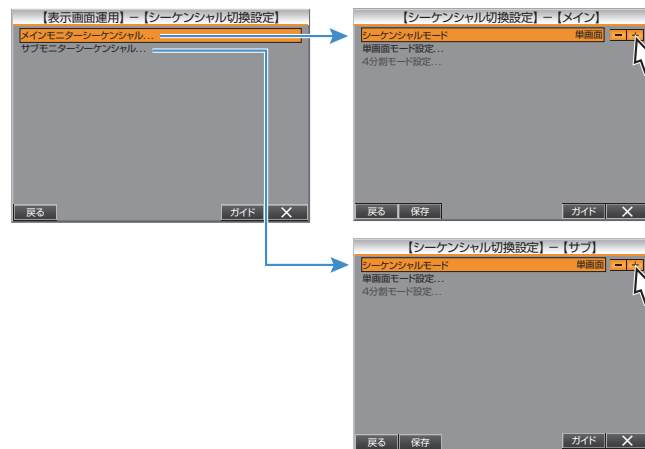 【表示画面運用】－【シーケンシャル切換設定】
メインモニターシーケンシャル...
サブモニターシーケンシャル...
戻る ガイド ×
【シーケンシャル切換設定】－【メイン】
シーケンシャルモード 単画面 － ＋
単画面モード設定...
4分割モード設定...
戻る 保存 ガイド ×
【シーケンシャル切換設定】－【サブ】
シーケンシャルモード 単画面 － ＋
単画面モード設定...
4分割モード設定...
戻る 保存 ガイド ×